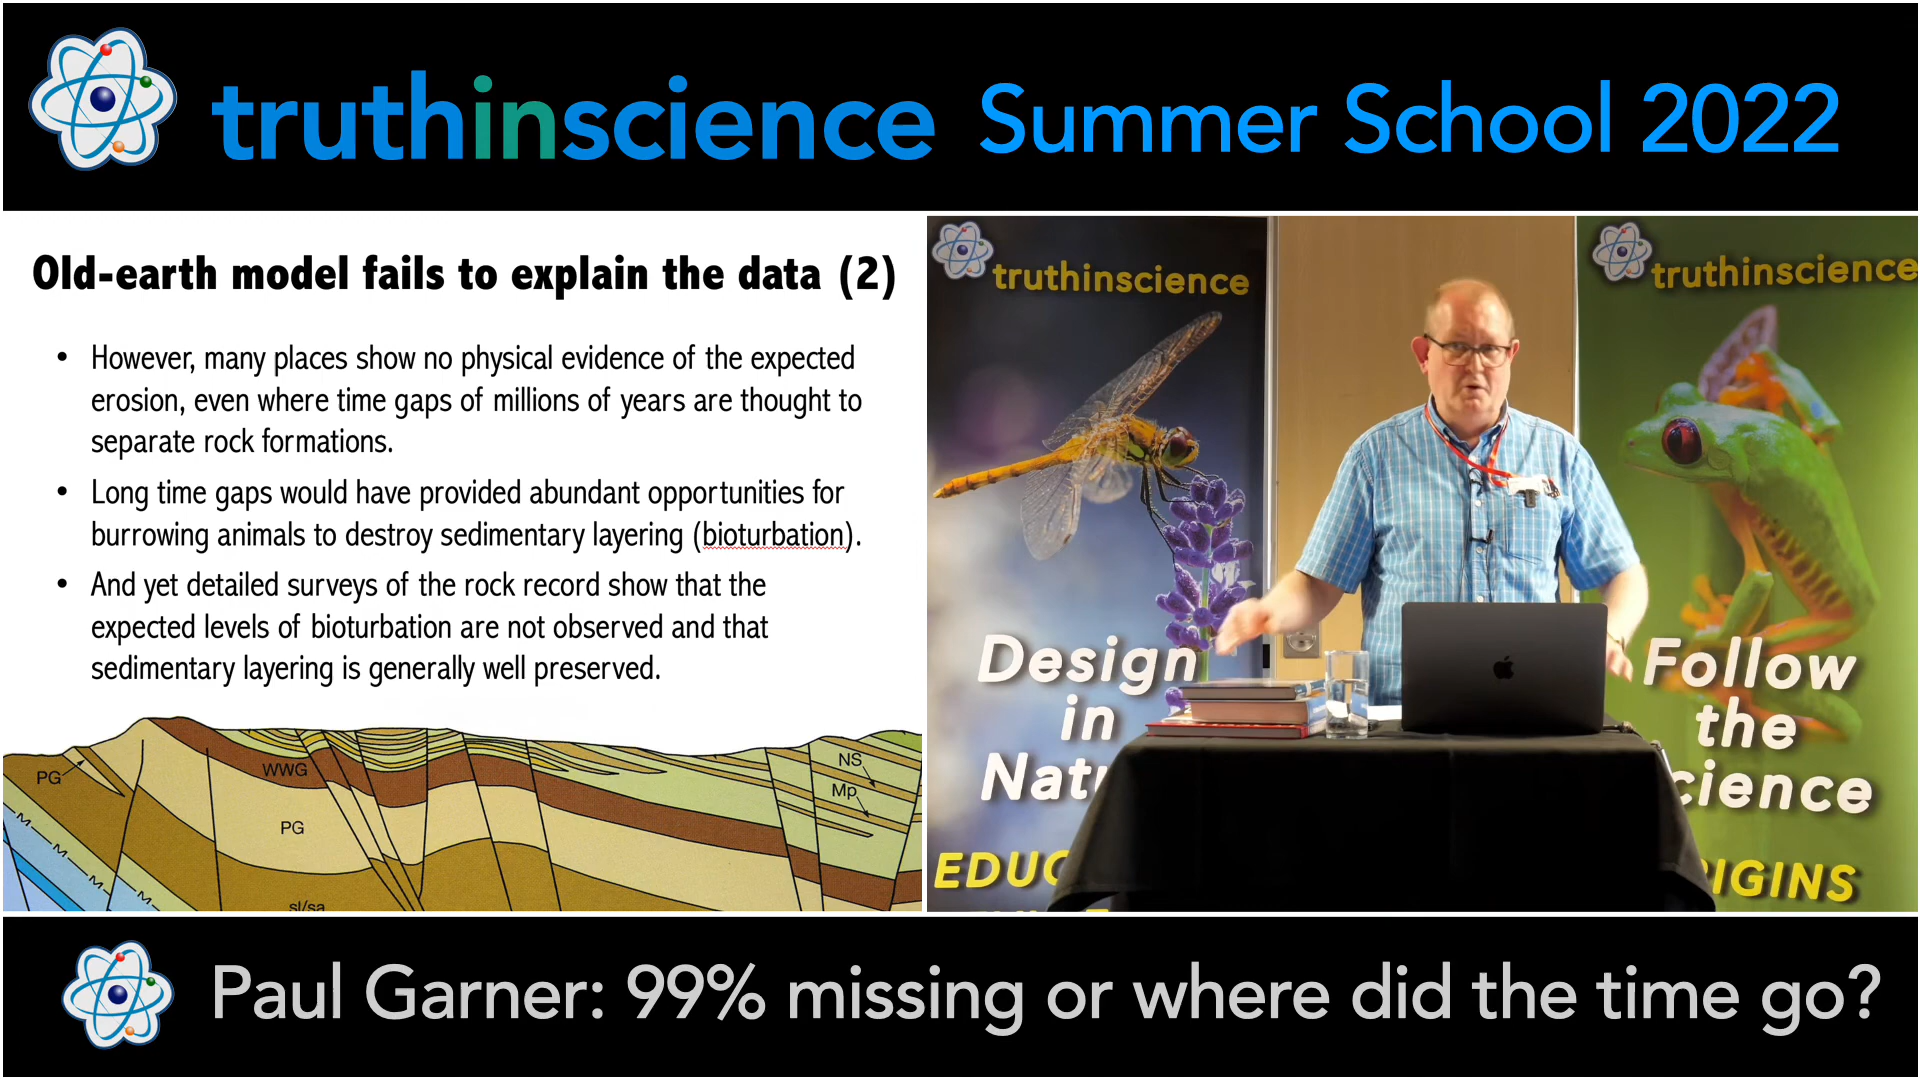 truthinscience Summer School 2022
Old-earth model fails to explain the data (2)
• However, many places show no physical evidence of the expected
erosion, even where time gaps of millions of years are thought to
separate rock formations.
• Long time gaps would have provided abundant opportunities for
burrowing animals to destroy sedimentary layering (bioturbation).
• And yet detailed surveys of the rock record show that the
expected levels of bioturbation are not observed and that
sedimentary layering is generally well preserved.
PG
WWG
NS
Mp
PG
M
M
M
M
sl/sa
truthinscience
Design
in
Natu
EDUC
truthinscience
Follow
the
cience
RIGINS
Paul Garner: 99% missing or where did the time go?